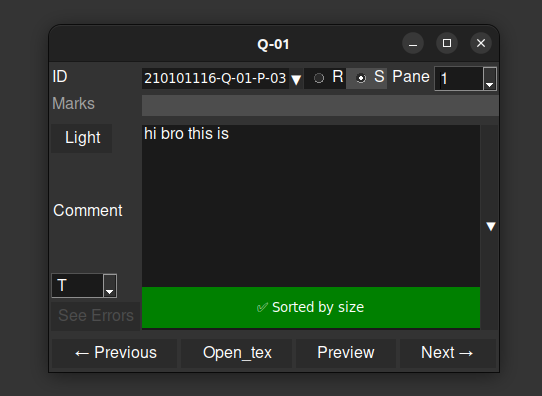 Q-01
ID 210101116-Q-01-P-03 ▼ R S Pane 1
Marks
Light
hi bro this is
Comment
▼
T
✅ Sorted by size
See Errors
← Previous Open_tex Preview Next →